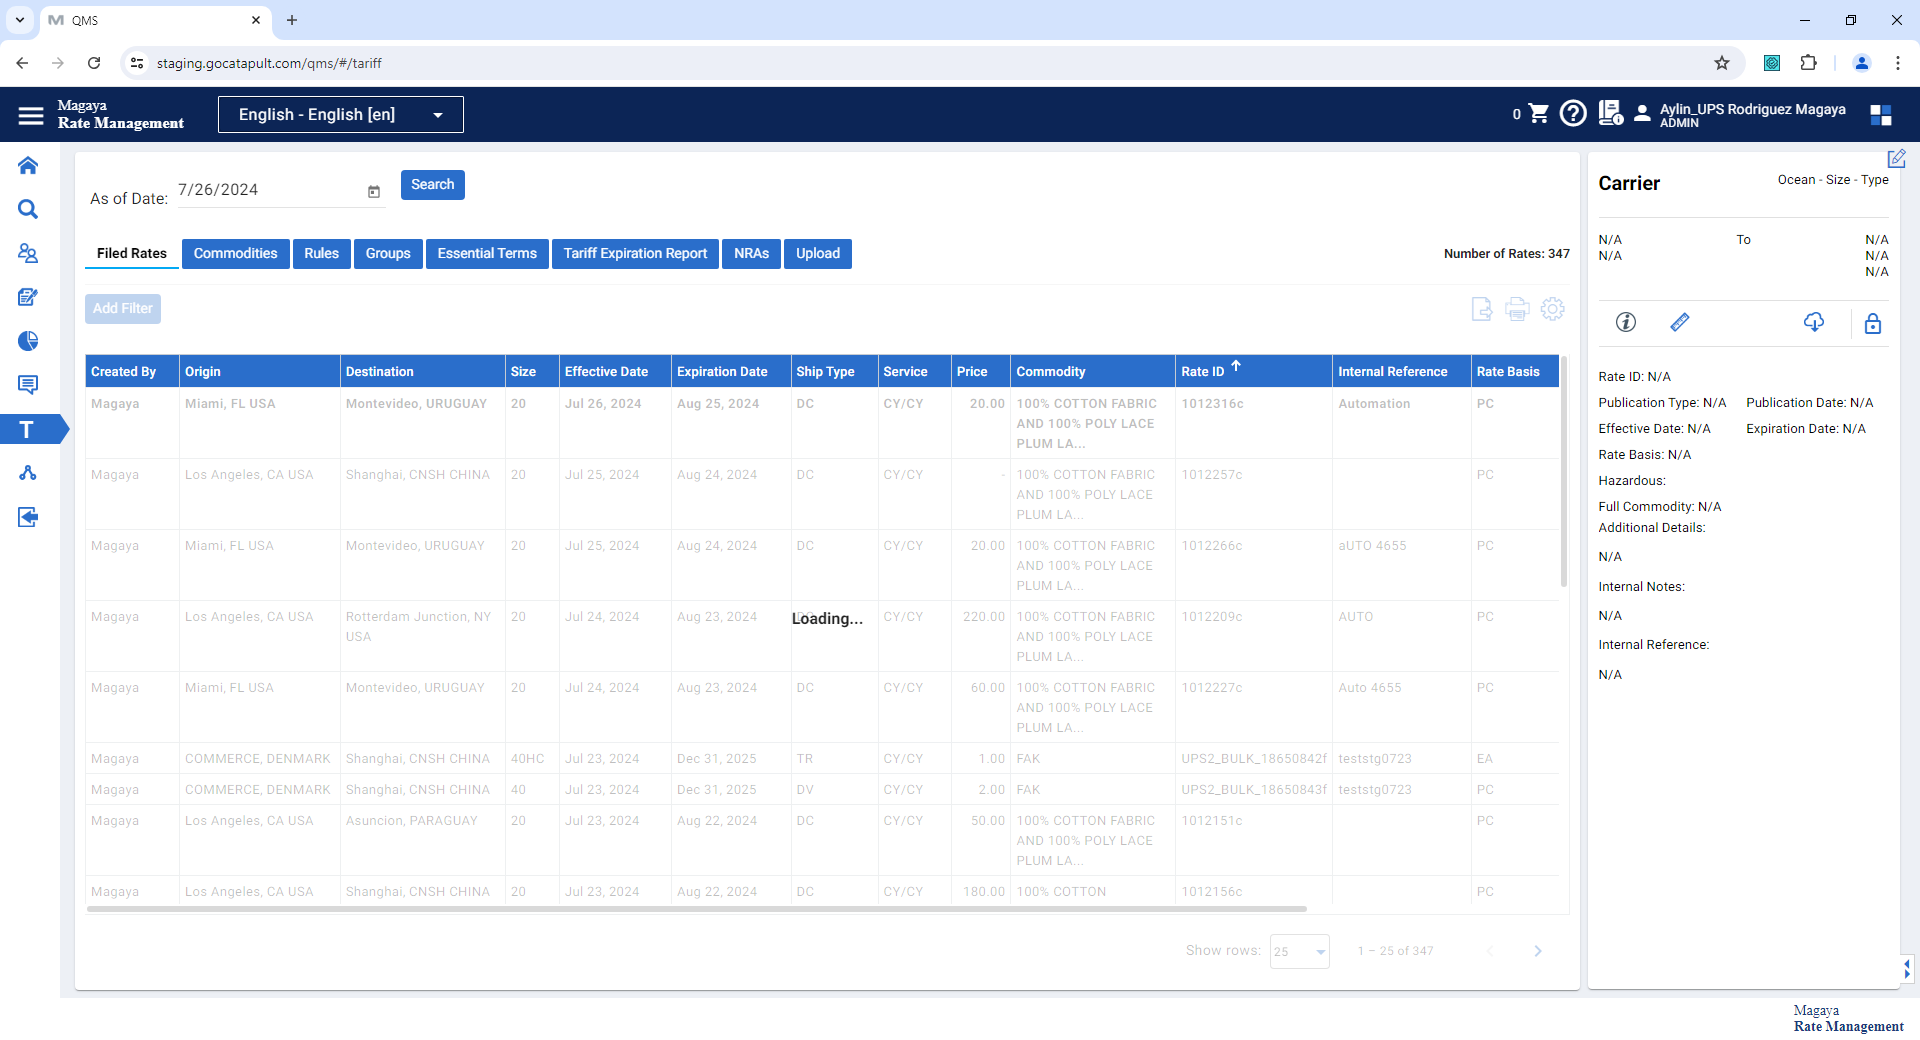 QMS
staging.gocatapult.com/qms/#/tariff
Magaya
Rate Management
English - English [en]
0
Aylin_UPS Rodriguez Magaya
ADMIN
As of Date: 7/26/2024 Search
Filed Rates Commodities Rules Groups Essential Terms Tariff Expiration Report NRAs Upload Number of Rates: 347
Add Filter
Created By Origin Destination Size Effective Date Expiration Date Ship Type Service Price Commodity Rate ID Internal Reference Rate Basis
Magaya Miami, FL USA Montevideo, URUGUAY 20 Jul 26, 2024 Aug 25, 2024 DC CY/CY 20.00 100% COTTON FABRIC 1012316c Automation PC
AND 100% POLY LACE
PLUM LA...
Magaya Los Angeles, CA USA Shanghai, CNSH CHINA 20 Jul 25, 2024 Aug 24, 2024 DC CY/CY - 100% COTTON FABRIC 1012257c PC
AND 100% POLY LACE
PLUM LA...
Magaya Miami, FL USA Montevideo, URUGUAY 20 Jul 25, 2024 Aug 24, 2024 DC CY/CY 20.00 100% COTTON FABRIC 1012266c aUTO 4655 PC
AND 100% POLY LACE
PLUM LA...
Magaya Los Angeles, CA USA Rotterdam Junction, NY 20 Jul 24, 2024 Aug 23, 2024 Loading... CY/CY 220.00 100% COTTON FABRIC 1012209c AUTO PC
USA AND 100% POLY LACE
PLUM LA...
Magaya Miami, FL USA Montevideo, URUGUAY 20 Jul 24, 2024 Aug 23, 2024 DC CY/CY 60.00 100% COTTON FABRIC 1012227c Auto 4655 PC
AND 100% POLY LACE
PLUM LA...
Magaya COMMERCE, DENMARK Shanghai, CNSH CHINA 40HC Jul 23, 2024 Dec 31, 2025 TR CY/CY 1.00 FAK UPS2_BULK_18650842f teststg0723 EA
Magaya COMMERCE, DENMARK Shanghai, CNSH CHINA 40 Jul 23, 2024 Dec 31, 2025 DV CY/CY 2.00 FAK UPS2_BULK_18650843f teststg0723 PC
Magaya Los Angeles, CA USA Asuncion, PARAGUAY 20 Jul 23, 2024 Aug 22, 2024 DC CY/CY 50.00 100% COTTON FABRIC 1012151c PC
AND 100% POLY LACE
PLUM LA...
Magaya Los Angeles, CA USA Shanghai, CNSH CHINA 20 Jul 23, 2024 Aug 22, 2024 DC CY/CY 180.00 100% COTTON 1012156c PC
Show rows: 25 1 – 25 of 347
Carrier Ocean - Size - Type
N/A To N/A
N/A N/A
N/A
Rate ID: N/A
Publication Type: N/A Publication Date: N/A
Effective Date: N/A Expiration Date: N/A
Rate Basis: N/A
Hazardous:
Full Commodity: N/A
Additional Details:
N/A
Internal Notes:
N/A
Internal Reference:
N/A
T
Magaya
Rate Management